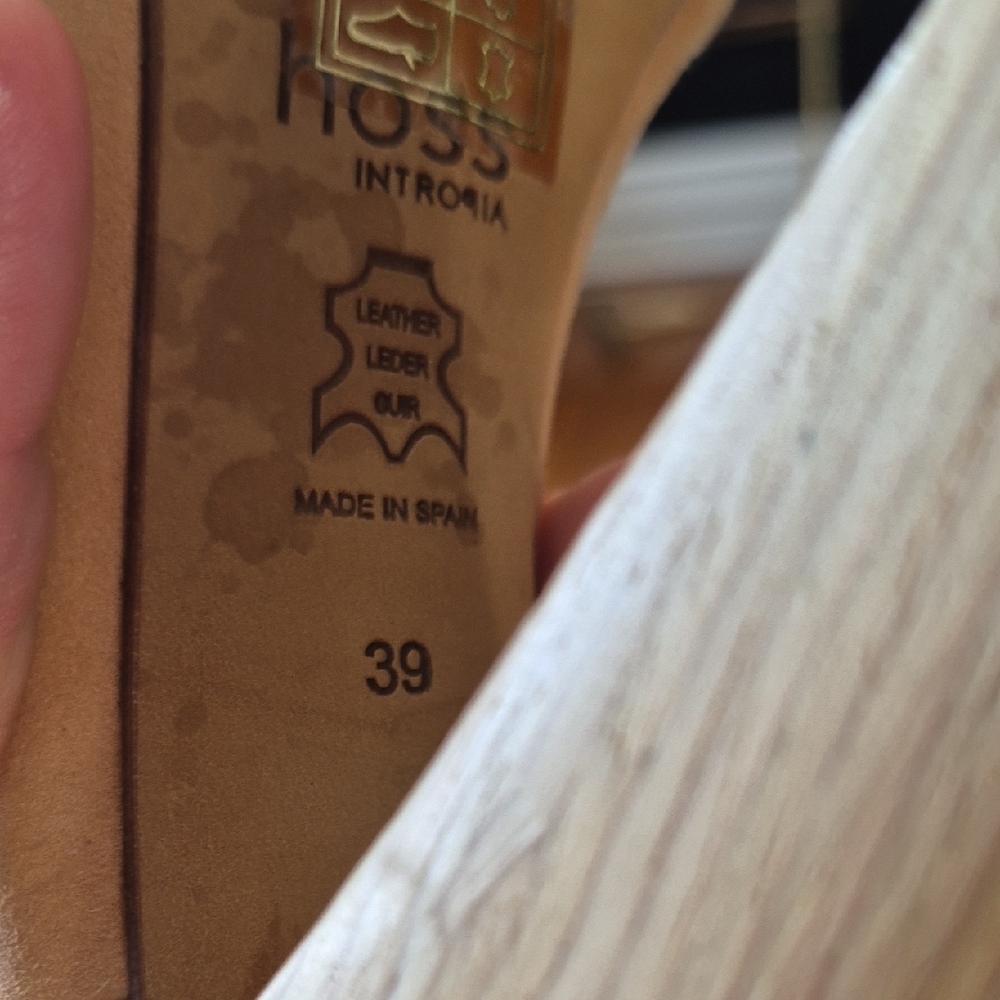 hoss
INTROPIA
LEATHER
LEDER
CUIR
MADE IN SPAIN
39